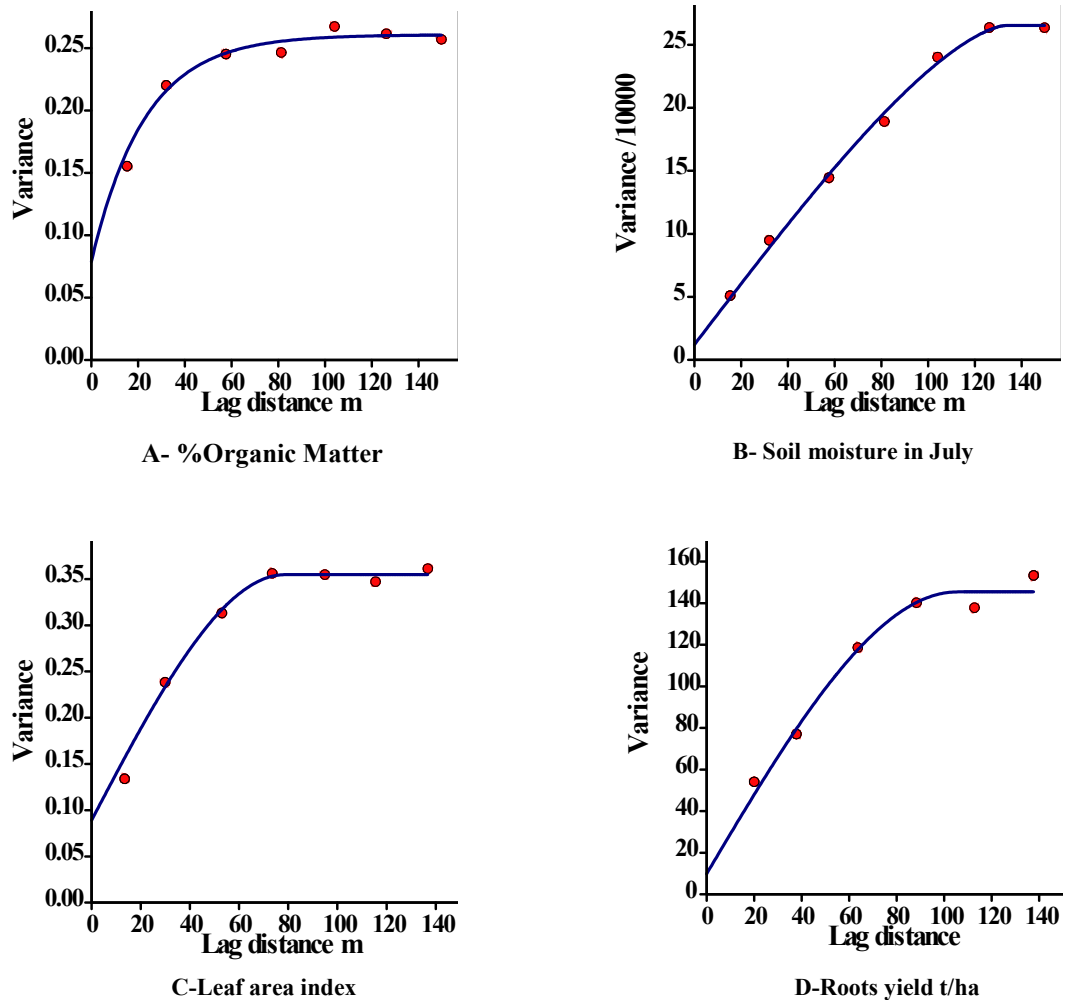 Variance
0.25
0.20
0.15
0.10
0.05
0.00
0 20 40 60 80 100 120 140
Lag distance m
A- %Organic Matter
Variance /10000
25
20
15
10
5
0
0 20 40 60 80 100 120 140
Lag distance m
B- Soil moisture in July
Variance
0.35
0.30
0.25
0.20
0.15
0.10
0.05
0.00
0 20 40 60 80 100 120 140
Lag distance m
C-Leaf area index
Variance
160
140
120
100
80
60
40
20
0
0 20 40 60 80 100 120 140
Lag distance
D-Roots yield t/ha